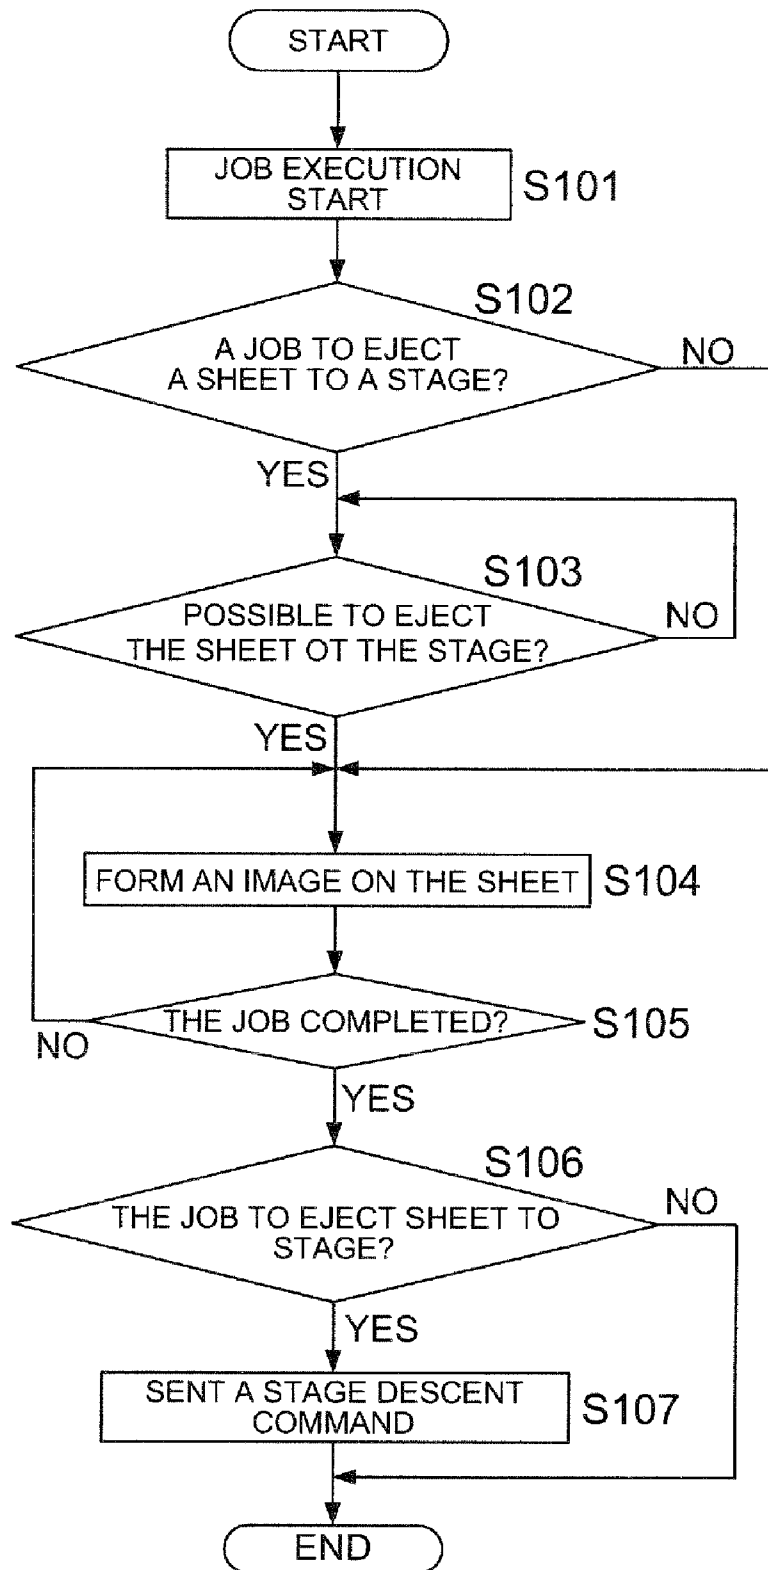 START
JOB EXECUTION
START
S101
S102
A JOB TO EJECT
A SHEET TO A STAGE?
NO
YES
S103
POSSIBLE TO EJECT
THE SHEET OT THE STAGE?
NO
YES
FORM AN IMAGE ON THE SHEET
S104
THE JOB COMPLETED?
S105
NO
YES
S106
THE JOB TO EJECT SHEET TO
STAGE?
NO
YES
SENT A STAGE DESCENT
COMMAND
S107
END